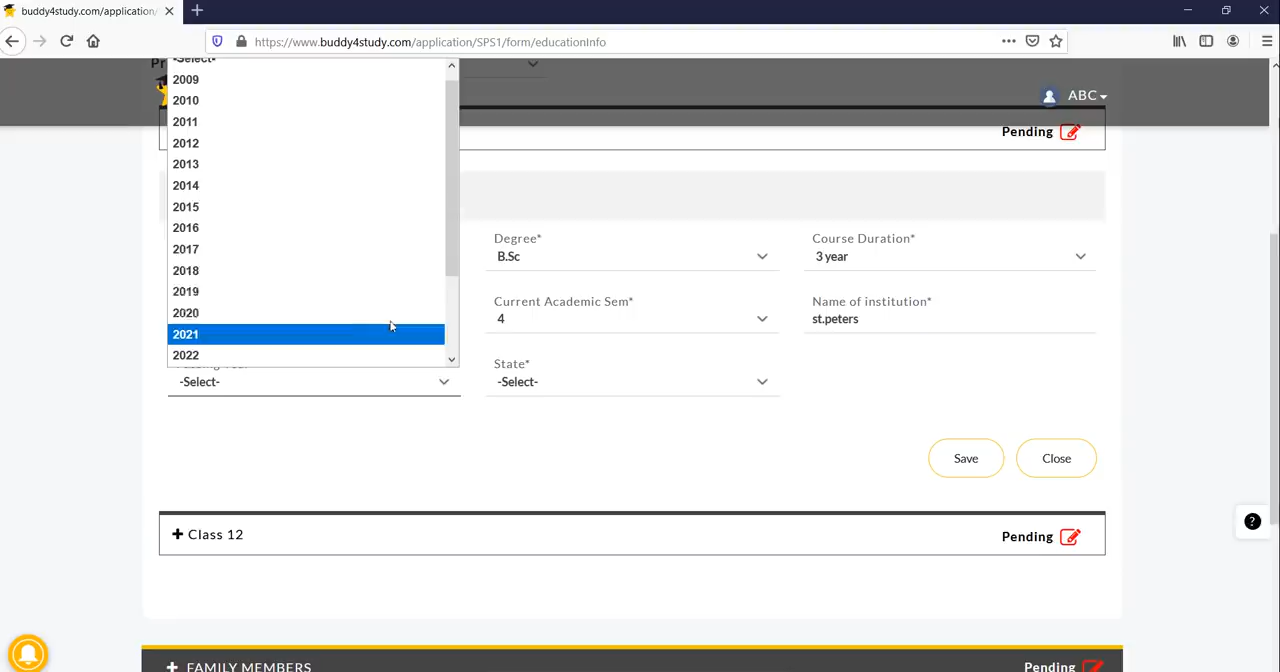 buddy4study.com/application/
https://www.buddy4study.com/application/SPS1/form/educationInfo
-Select-
2009
2010
2011
2012
2013
2014
2015
2016
2017
2018
2019
2020
2021
2022
ABC
Pending
Degree*
B.Sc
Course Duration*
3 year
Current Academic Sem*
4
Name of institution*
st.peters
-Select-
State*
-Select-
Save
Close
+ Class 12
Pending
?
+ FAMILY MEMBERS
Pending